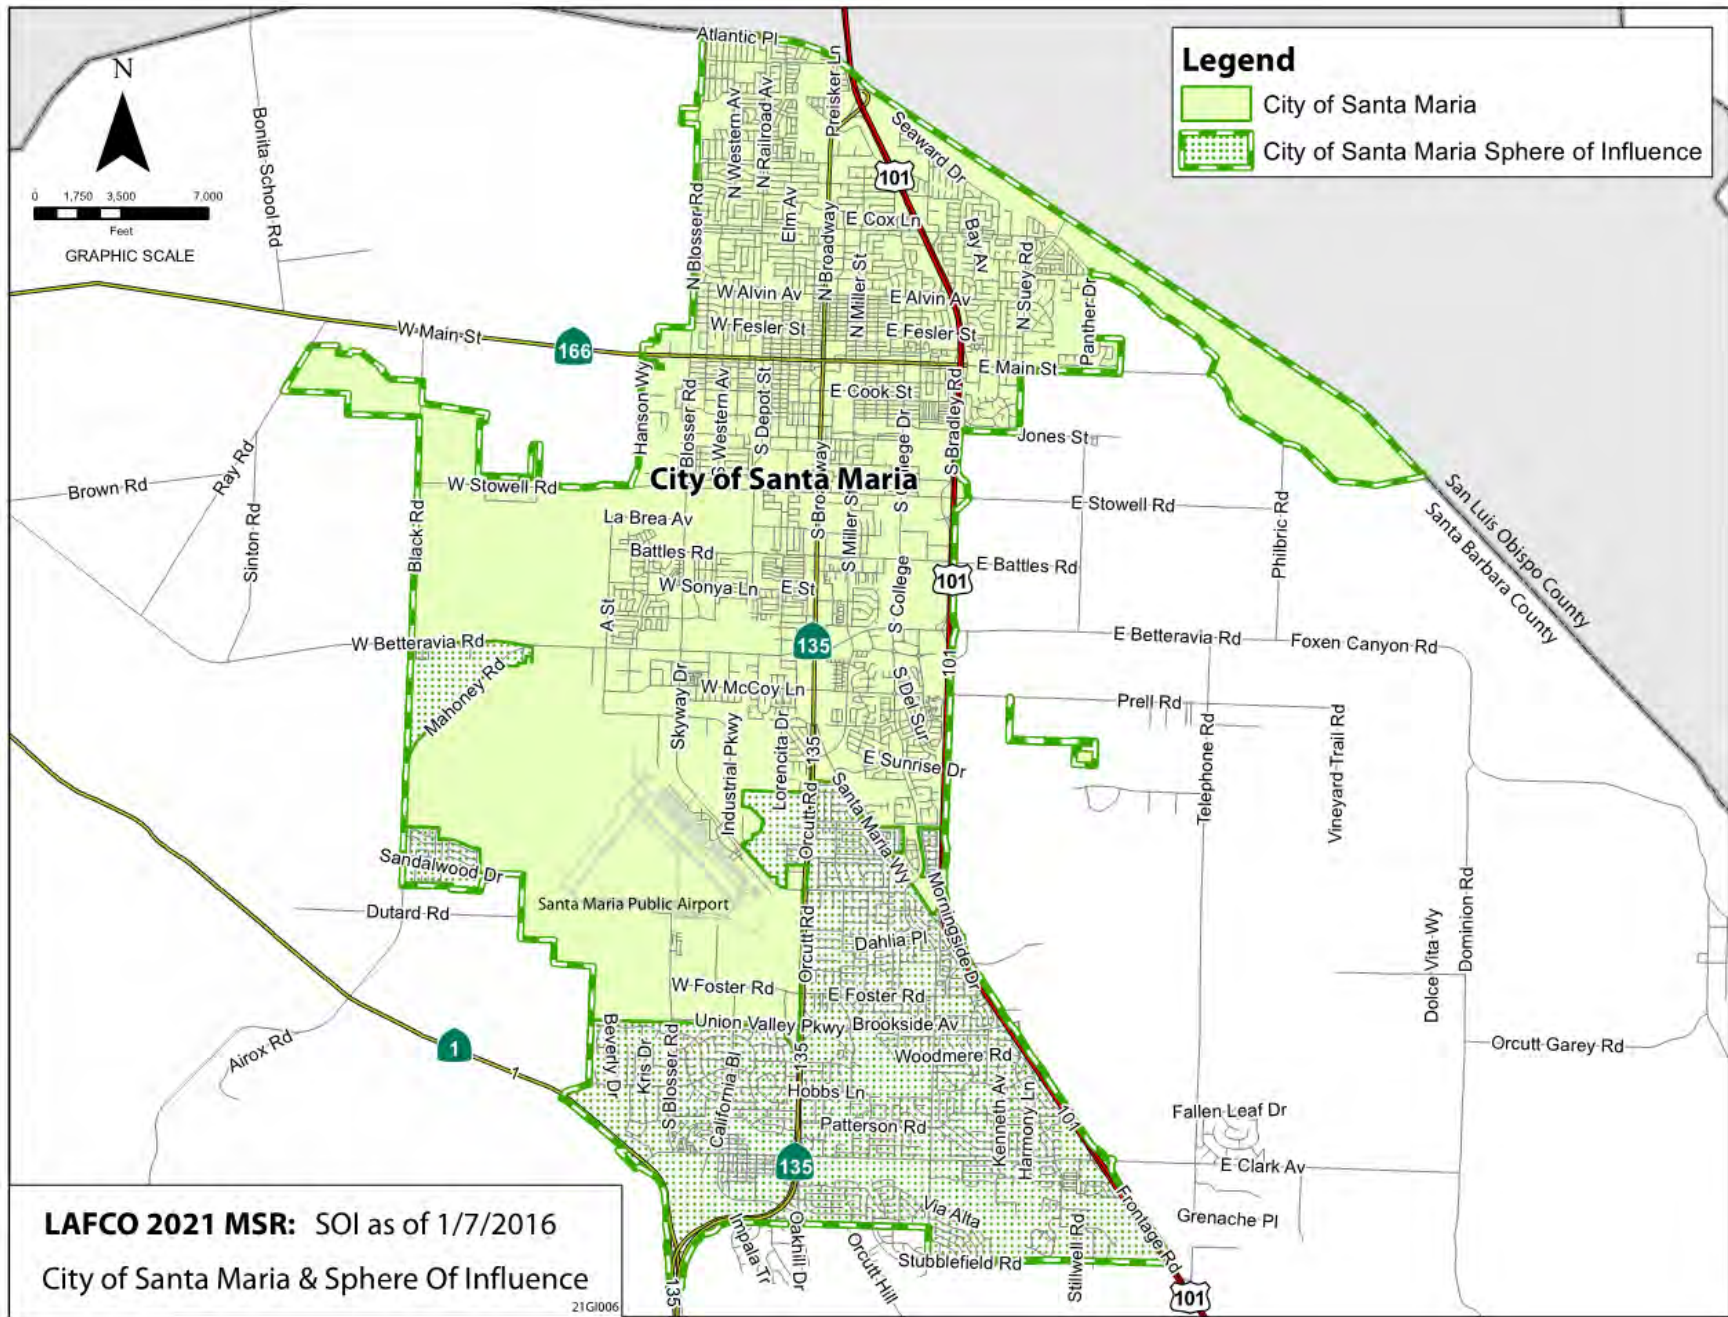 Legend
City of Santa Maria
City of Santa Maria Sphere of Influence
N
0 1,750 3,500 7,000
Feet
GRAPHIC SCALE
Atlantic Pl
Preisker Ln
Bonita School Rd
N Western Av
N Railroad Av
Seaward Dr
101
N Blosser Rd
Elm Av
N Broadway
E Cox Ln
Bay Av
N Suey Rd
N Miller St
Panther Dr
W Alvin Av
E Alvin Av
W Fesler St
E Fesler St
W Main St
166
E Main St
Hanson Wy
Blosser Rd
S Western Av
S Depot St
E Cook St
S College Dr
S Bradley Rd
Jones St
City of Santa Maria
Brown Rd
Ray Rd
Sinton Rd
Black Rd
W Stowell Rd
S Broadway
S Miller St
E Stowell Rd
Philbric Rd
San Luis Obispo County
Santa Barbara County
La Brea Av
Battles Rd
W Sonya Ln
E St
S College
101
E Battles Rd
A St
135
W Betteravia Rd
E Betteravia Rd
Foxen Canyon Rd
Mahoney Rd
Skyway Dr
W McCoy Ln
S Del Sur
101
Prell Rd
Telephone Rd
Vineyard Trail Rd
Industrial Pkwy
Lorencita Dr
135
Orcutt Rd
E Sunrise Dr
Santa Maria Wy
Sandalwood Dr
Dutard Rd
Santa Maria Public Airport
Orcutt Rd
Dahlia Pl
Morningside Dr
Dolce Vita Wy
Dominion Rd
W Foster Rd
E Foster Rd
Union Valley Pkwy
Brookside Av
Woodmere Rd
Airox Rd
1
1
Beverly Dr
Kris Dr
S Blosser Rd
California Bl
135
Hobbs Ln
Patterson Rd
Kenneth Av
Harmony Ln
101
Orcutt Garey Rd
Fallen Leaf Dr
E Clark Av
135
Grenache Pl
Frontage Rd
Via Alta
Stillwell Rd
Stubblefield Rd
Impala Tr
Oakhill Dr
Orcutt Hill
135
101
LAFCO 2021 MSR: SOI as of 1/7/2016
City of Santa Maria & Sphere Of Influence
21GI006